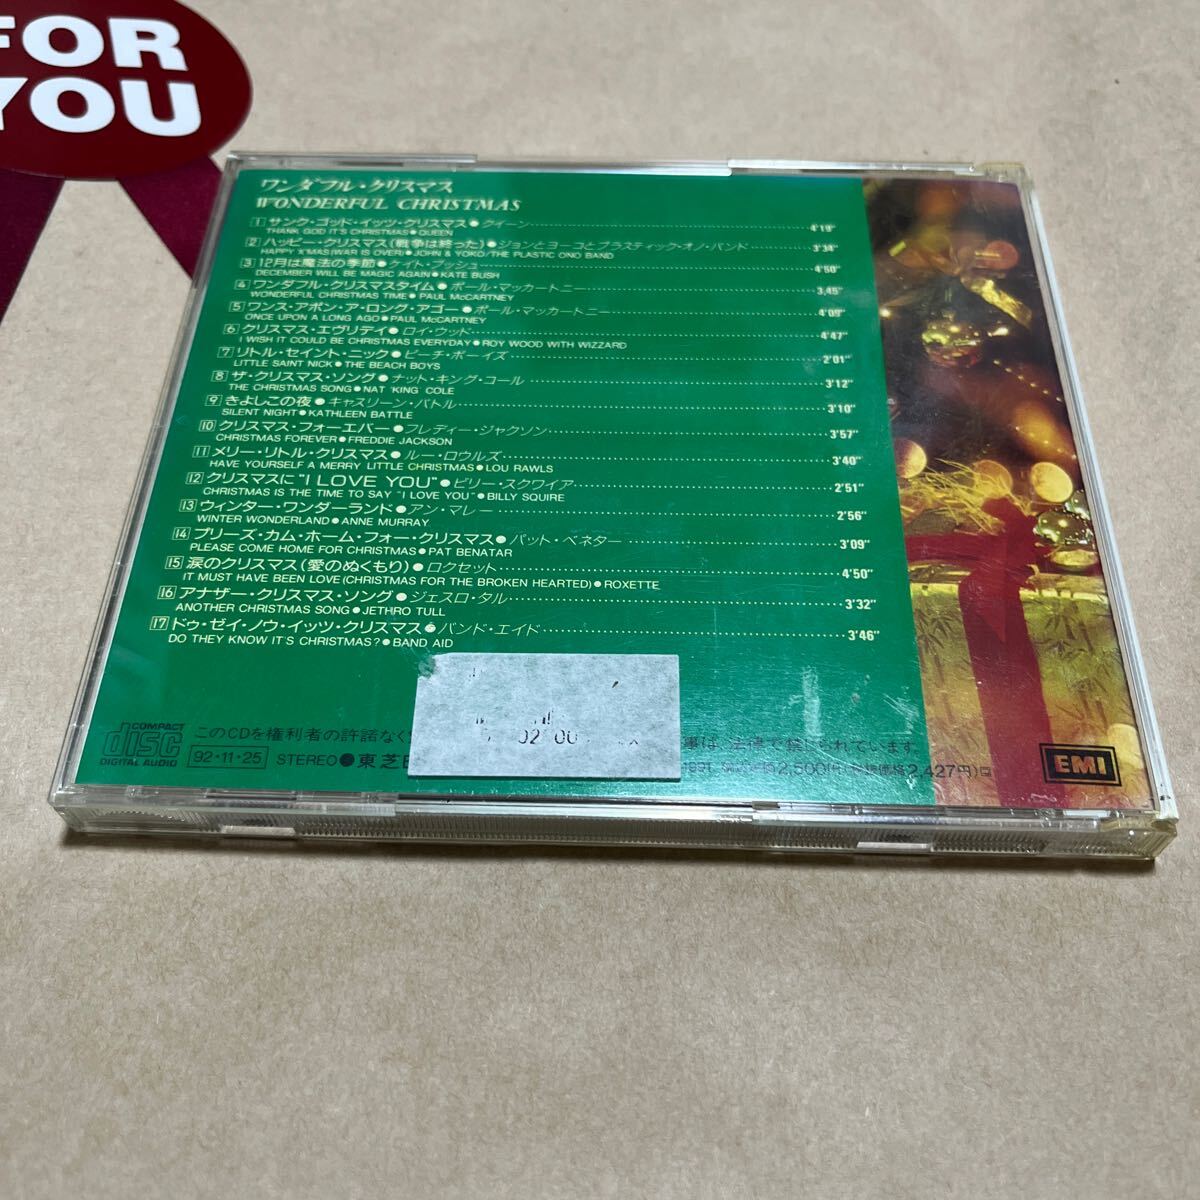 FOR
YOU
ワンダフル・クリスマス
WONDERFUL CHRISTMAS
1 サンク・ゴッド・イッツ・クリスマス●クイーン 4'19"
THANK GOD IT'S CHRISTMAS●QUEEN
2 ハッピー・クリスマス(戦争は終った)●ジョンとヨーコとプラスティック・オノ・バンド 3'34"
HAPPY X'MAS(WAR IS OVER)●JOHN & YOKO/THE PLASTIC ONO BAND
3 12月は魔法の季節●ケイト・ブッシュ 4'50"
DECEMBER WILL BE MAGIC AGAIN●KATE BUSH
4 ワンダフル・クリスマスタイム●ポール・マッカートニー 3,45"
WONDERFUL CHRISTMAS TIME●PAUL McCARTNEY
5 ワンス・アポン・ア・ロング・アゴー●ポール・マッカートニー 4'09"
ONCE UPON A LONG AGO●PAUL McCARTNEY
6 クリスマス・エヴリデイ●ロイ・ウッド 4'47"
I WISH IT COULD BE CHRISTMAS EVERYDAY●ROY WOOD WITH WIZZARD
7 リトル・セイント・ニック●ビーチ・ボーイズ 2'01"
LITTLE SAINT NICK●THE BEACH BOYS
8 ザ・クリスマス・ソング●ナット・キング・コール 3'12"
THE CHRISTMAS SONG●NAT 'KING' COLE
9 きよしこの夜●キャスリーン・バトル 3'10"
SILENT NIGHT●KATHLEEN BATTLE
10 クリスマス・フォーエバー●フレディー・ジャクソン 3'57"
CHRISTMAS FOREVER●FREDDIE JACKSON
11 メリー・リトル・クリスマス●ルー・ロウルズ 3'40"
HAVE YOURSELF A MERRY LITTLE CHRISTMAS●LOU RAWLS
12 クリスマスに "I LOVE YOU"●ビリー・スクワイア 2'51"
CHRISTMAS IS THE TIME TO SAY "I LOVE YOU"●BILLY SQUIRE
13 ウィンター・ワンダーランド●アン・マレー 2'56"
WINTER WONDERLAND●ANNE MURRAY
14 プリーズ・カム・ホーム・フォー・クリスマス●パット・ベネター 3'09"
PLEASE COME HOME FOR CHRISTMAS●PAT BENATAR
15 涙のクリスマス(愛のぬくもり)●ロクセット 4'50"
IT MUST HAVE BEEN LOVE(CHRISTMAS FOR THE BROKEN HEARTED)●ROXETTE
16 アナザー・クリスマス・ソング●ジェスロ・タル 3'32"
ANOTHER CHRISTMAS SONG●JETHRO TULL
17 ドゥ・ゼイ・ノウ・イッツ・クリスマス●バンド・エイド 3'46"
DO THEY KNOW IT'S CHRISTMAS?●BAND AID
COMPACT
disc
DIGITAL AUDIO
このCDを権利者の許諾なく 事は、法律で禁じられています。
92・11・25 STEREO●東芝 2,500円 2,427円)
EMI